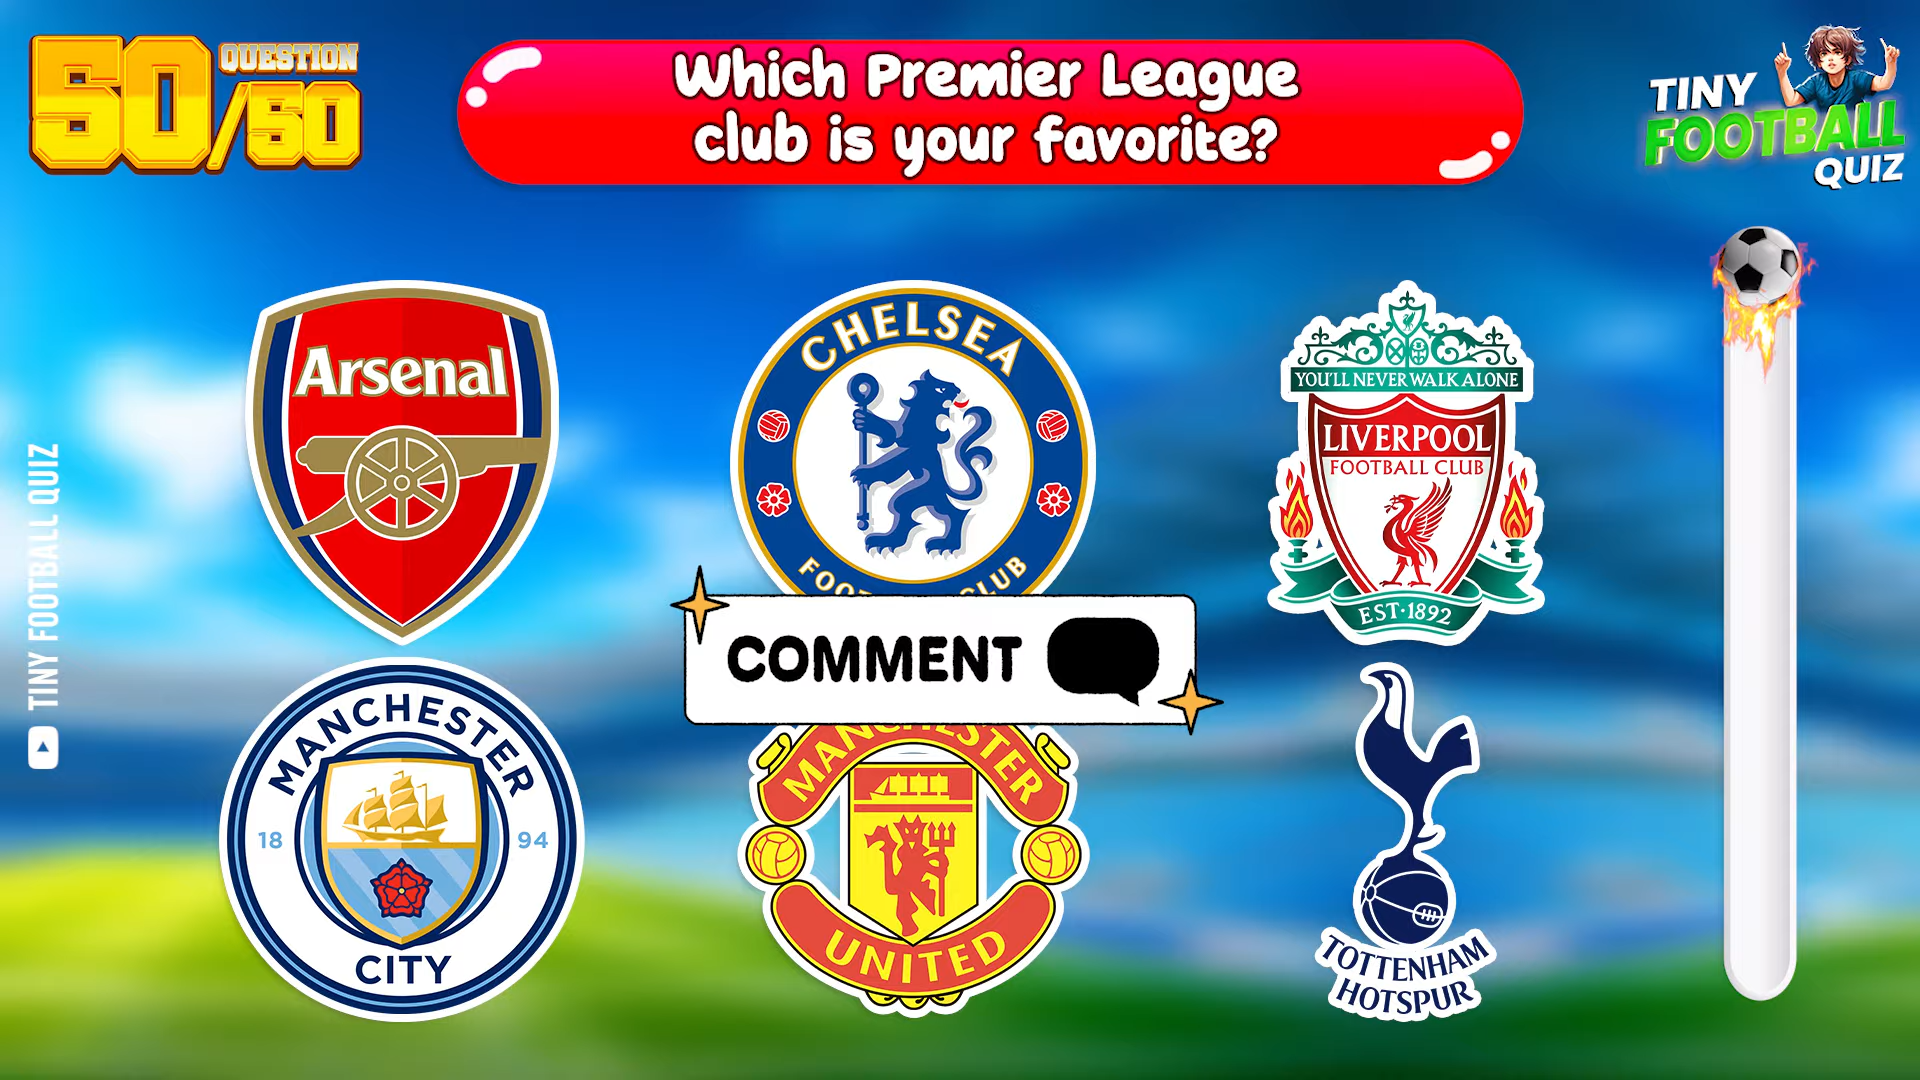 50/50
QUESTION
Which Premier League
club is your favorite?
TINY
FOOTBALL
QUIZ
Arsenal
CHELSEA
YOU'LL NEVER WALK ALONE
LIVERPOOL
FOOTBALL CLUB
EST·1892
COMMENT
MANCHESTER
18 94
CITY
MANCHESTER
UNITED
TOTTENHAM
HOTSPUR
TINY FOOTBALL QUIZ